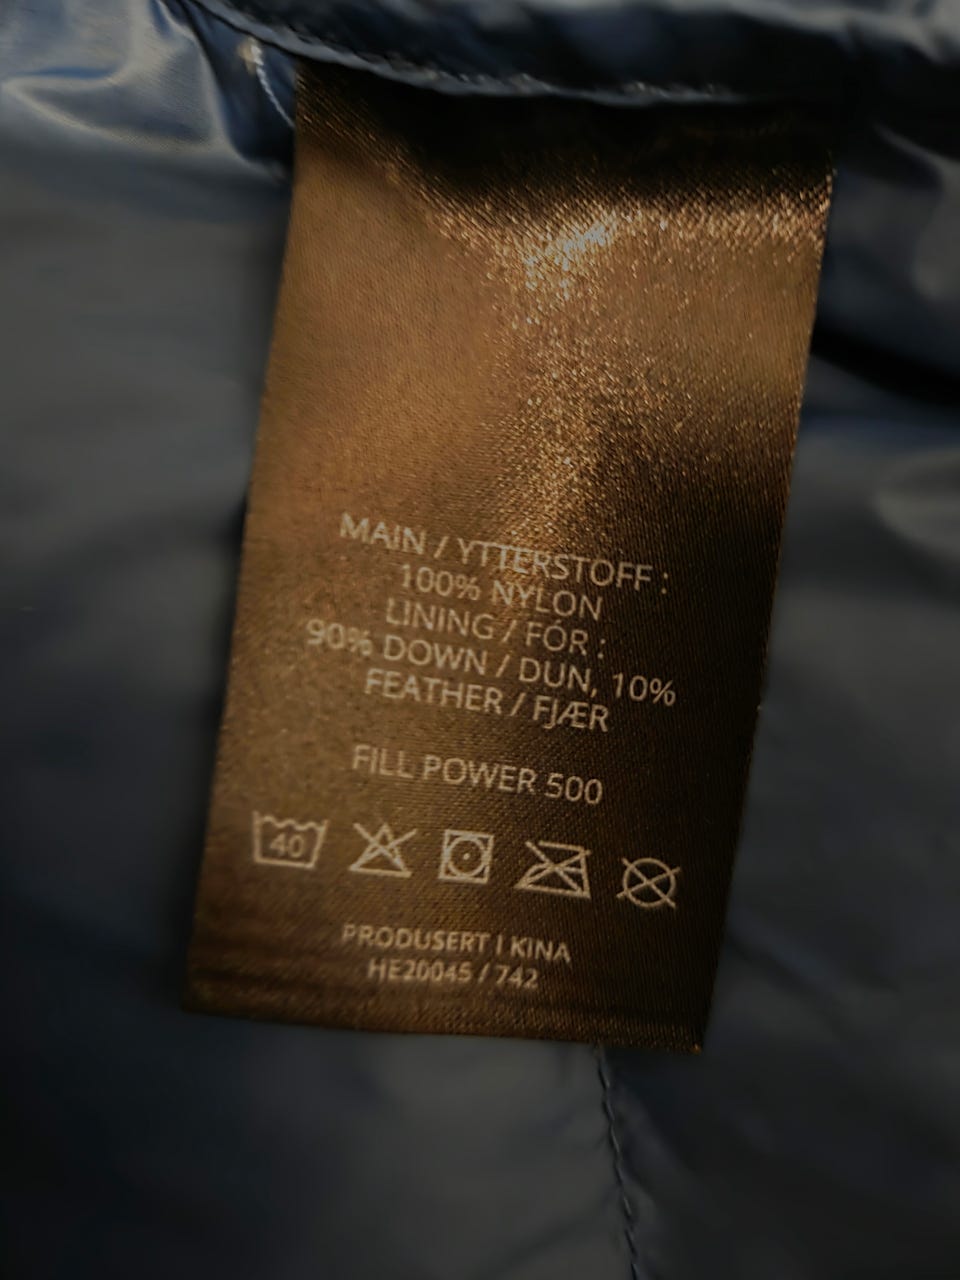 MAIN / YTTERSTOFF :
100% NYLON
LINING / FÓR :
90% DOWN / DUN, 10%
FEATHER / FJÆR
FILL POWER 500
40
PRODUSERT I KINA
HE20045 / 742